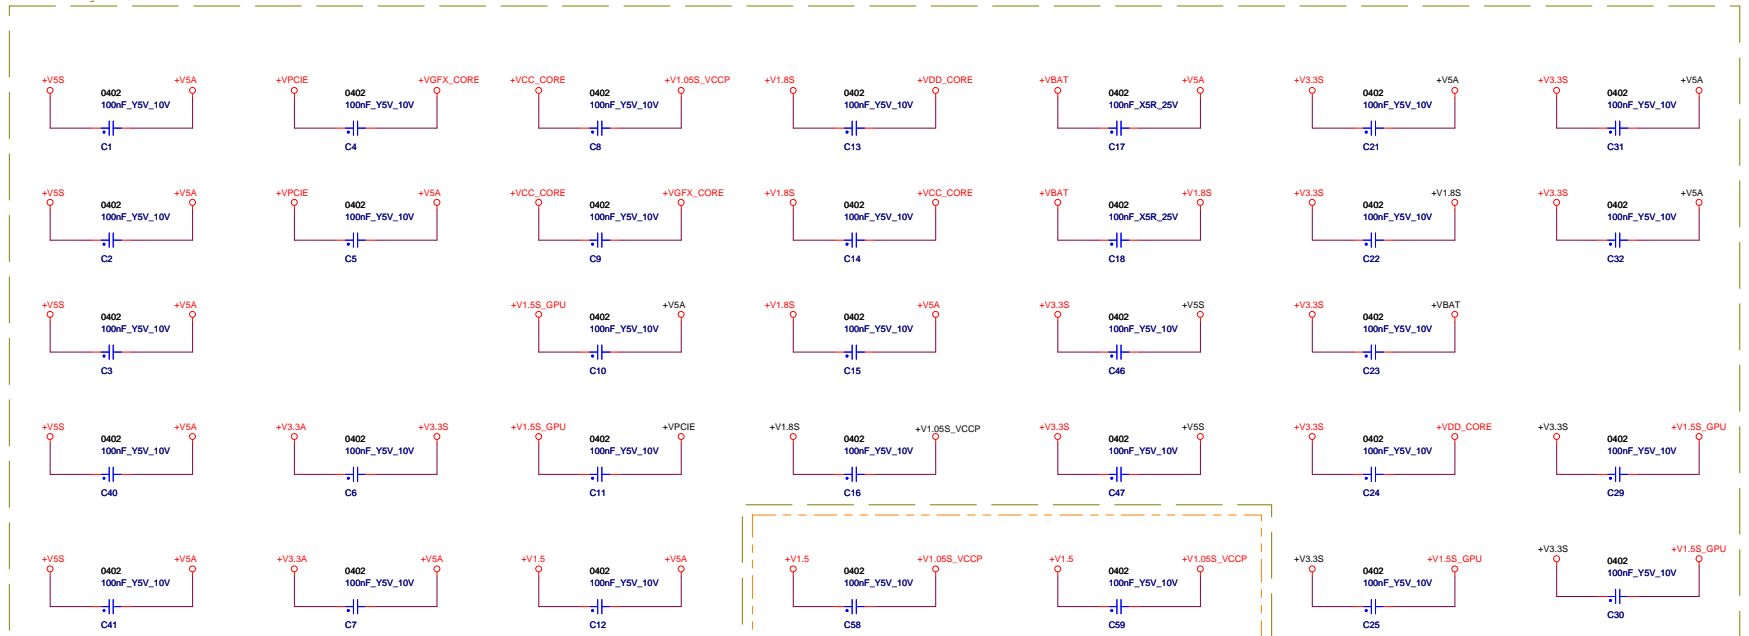 +V5S +V5A +VPCIE +VGFX_CORE +VCC_CORE +V1.05S_VCCP +V1.8S +VDD_CORE +VBAT +V5A +V3.3S +V5A +V3.3S +V5A
0402 0402 0402 0402 0402 0402 0402
100nF_Y5V_10V 100nF_Y5V_10V 100nF_Y5V_10V 100nF_Y5V_10V 100nF_X5R_25V 100nF_Y5V_10V 100nF_Y5V_10V
C1 C4 C8 C13 C17 C21 C31
+V5S +V5A +VPCIE +V5A +VCC_CORE +VGFX_CORE +V1.8S +VCC_CORE +VBAT +V1.8S +V3.3S +V1.8S +V3.3S +V5A
0402 0402 0402 0402 0402 0402 0402
100nF_Y5V_10V 100nF_Y5V_10V 100nF_Y5V_10V 100nF_Y5V_10V 100nF_X5R_25V 100nF_Y5V_10V 100nF_Y5V_10V
C2 C5 C9 C14 C18 C22 C32
+V5S +V5A +V1.5S_GPU +V5A +V1.8S +V5A +V3.3S +V5S +V3.3S +VBAT
0402 0402 0402 0402 0402
100nF_Y5V_10V 100nF_Y5V_10V 100nF_Y5V_10V 100nF_Y5V_10V 100nF_Y5V_10V
C3 C10 C15 C46 C23
+V5S +V5A +V3.3A +V3.3S +V1.5S_GPU +VPCIE +V1.8S +V1.05S_VCCP +V3.3S +V5S +V3.3S +VDD_CORE +V3.3S +V1.5S_GPU
0402 0402 0402 0402 0402 0402 0402
100nF_Y5V_10V 100nF_Y5V_10V 100nF_Y5V_10V 100nF_Y5V_10V 100nF_Y5V_10V 100nF_Y5V_10V 100nF_Y5V_10V
C40 C6 C11 C16 C47 C24 C29
+V5S +V5A +V3.3A +V5A +V1.5 +V5A +V1.5 +V1.05S_VCCP +V1.5 +V1.05S_VCCP +V3.3S +V1.5S_GPU +V3.3S +V1.5S_GPU
0402 0402 0402 0402 0402 0402 0402
100nF_Y5V_10V 100nF_Y5V_10V 100nF_Y5V_10V 100nF_Y5V_10V 100nF_Y5V_10V 100nF_Y5V_10V 100nF_Y5V_10V
C41 C7 C12 C58 C59 C25 C30